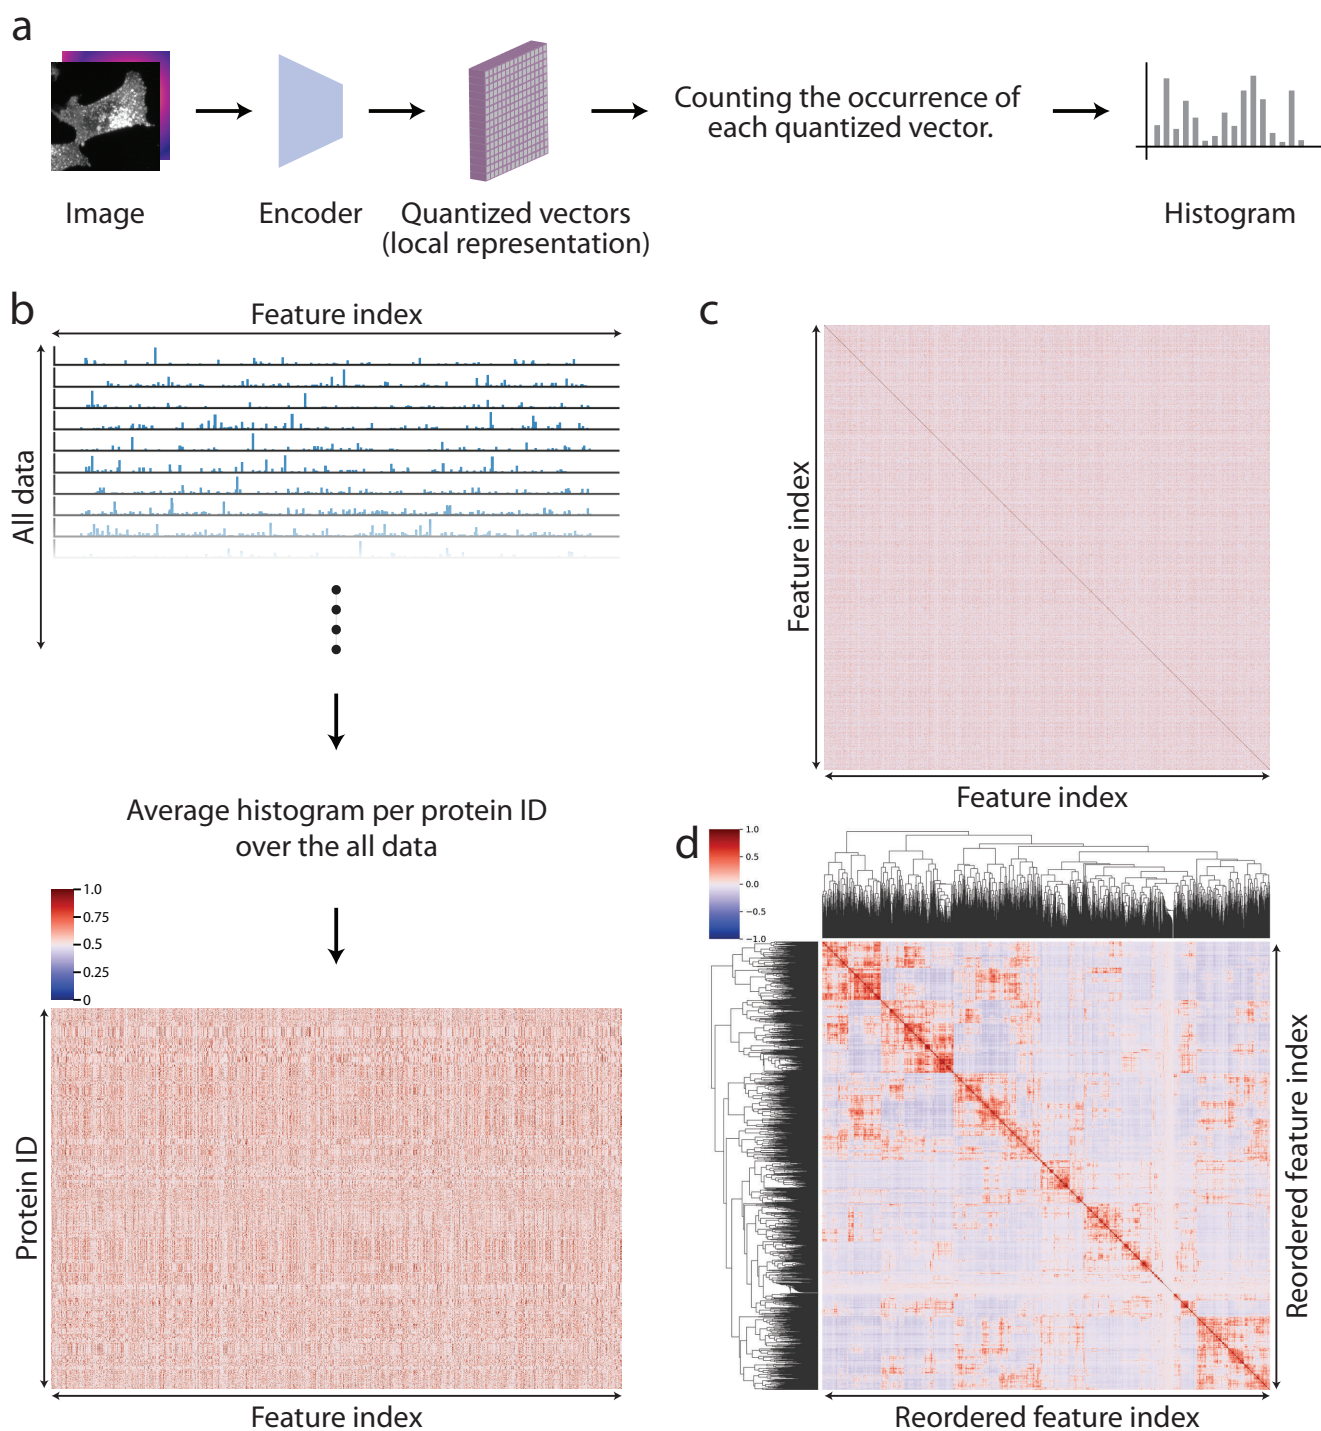 a
Counting the occurrence of
each quantized vector.
Image
Encoder
Quantized vectors
(local representation)
Histogram
b
Feature index
All data
Average histogram per protein ID
over the all data
1.0
0.75
0.5
0.25
0
Protein ID
Feature index
c
Feature index
Feature index
d
1.0
0.5
0.0
−0.5
−1.0
Reordered feature index
Reordered feature index